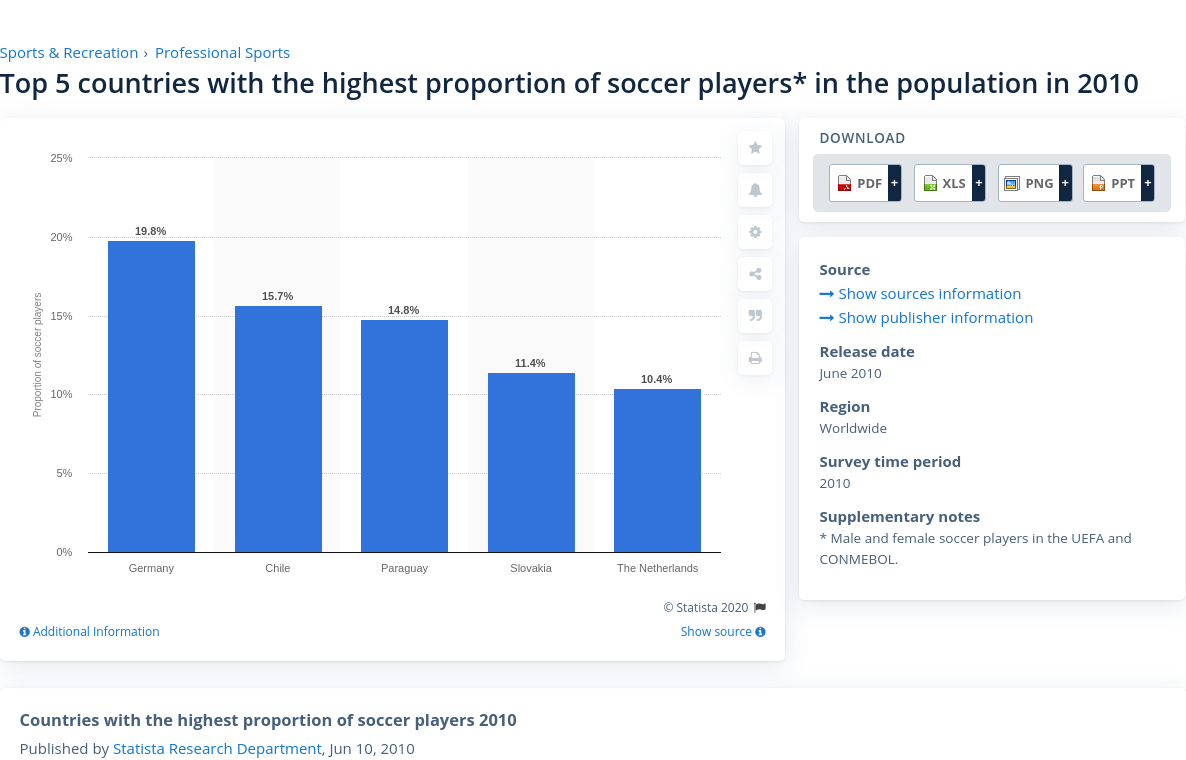 Sports & Recreation › Professional Sports
Top 5 countries with the highest proportion of soccer players* in the population in 2010
25%
20%
15%
10%
5%
0%
Proportion of soccer players
19.8%
15.7%
14.8%
11.4%
10.4%
Germany
Chile
Paraguay
Slovakia
The Netherlands
© Statista 2020
Additional Information
Show source
DOWNLOAD
PDF + XLS + PNG + PPT +
Source
Show sources information
Show publisher information
Release date
June 2010
Region
Worldwide
Survey time period
2010
Supplementary notes
* Male and female soccer players in the UEFA and
CONMEBOL.
Countries with the highest proportion of soccer players 2010
Published by Statista Research Department, Jun 10, 2010